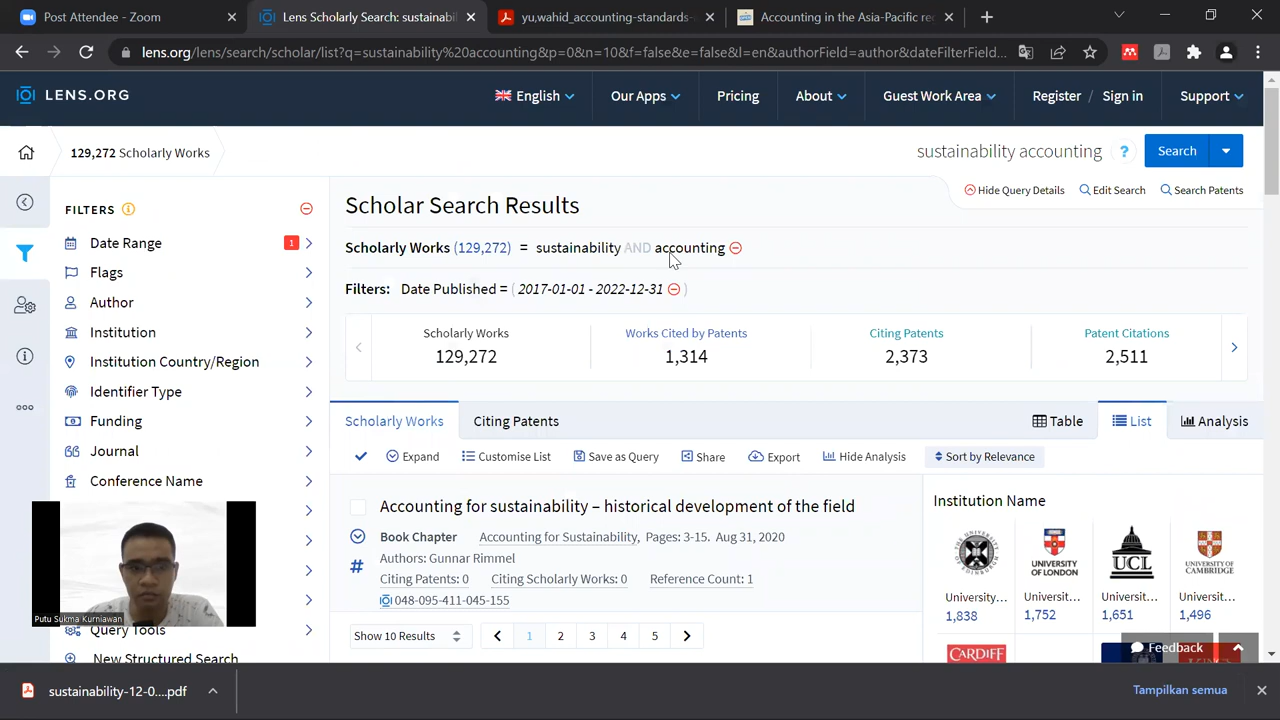 Post Attendee - Zoom
Lens Scholarly Search: sustainabil
yu,wahid_accounting-standards-
Accounting in the Asia-Pacific re
lens.org/lens/search/scholar/list?q=sustainability%20accounting&p=0&n=10&f=false&e=false&l=en&authorField=author&dateFilterField...
LENS.ORG
English
Our Apps
Pricing
About
Guest Work Area
Register / Sign in
Support
129,272 Scholarly Works
sustainability accounting
?
Search
Hide Query Details
Edit Search
Search Patents
FILTERS
Date Range
1
Flags
Author
Institution
Institution Country/Region
Identifier Type
Funding
Journal
Conference Name
Query Tools
New Structured Search
Scholar Search Results
Scholarly Works (129,272) = sustainability AND accounting
Filters: Date Published = ( 2017-01-01 - 2022-12-31 )
Scholarly Works
129,272
Works Cited by Patents
1,314
Citing Patents
2,373
Patent Citations
2,511
Scholarly Works
Citing Patents
Table
List
Analysis
Expand
Customise List
Save as Query
Share
Export
Hide Analysis
Sort by Relevance
Accounting for sustainability – historical development of the field
Book Chapter Accounting for Sustainability, Pages: 3-15. Aug 31, 2020
Authors: Gunnar Rimmel
Citing Patents: 0 Citing Scholarly Works: 0 Reference Count: 1
048-095-411-045-155
Show 10 Results
1 2 3 4 5
Institution Name
UNIVERSITY OF LONDON
UCL
UNIVERSITY OF CAMBRIDGE
University...
1,838
Universit...
1,752
Universit...
1,651
Universit...
1,496
CARDIFF
Feedback
Putu Sukma Kurniawan
sustainability-12-0....pdf
Tampilkan semua